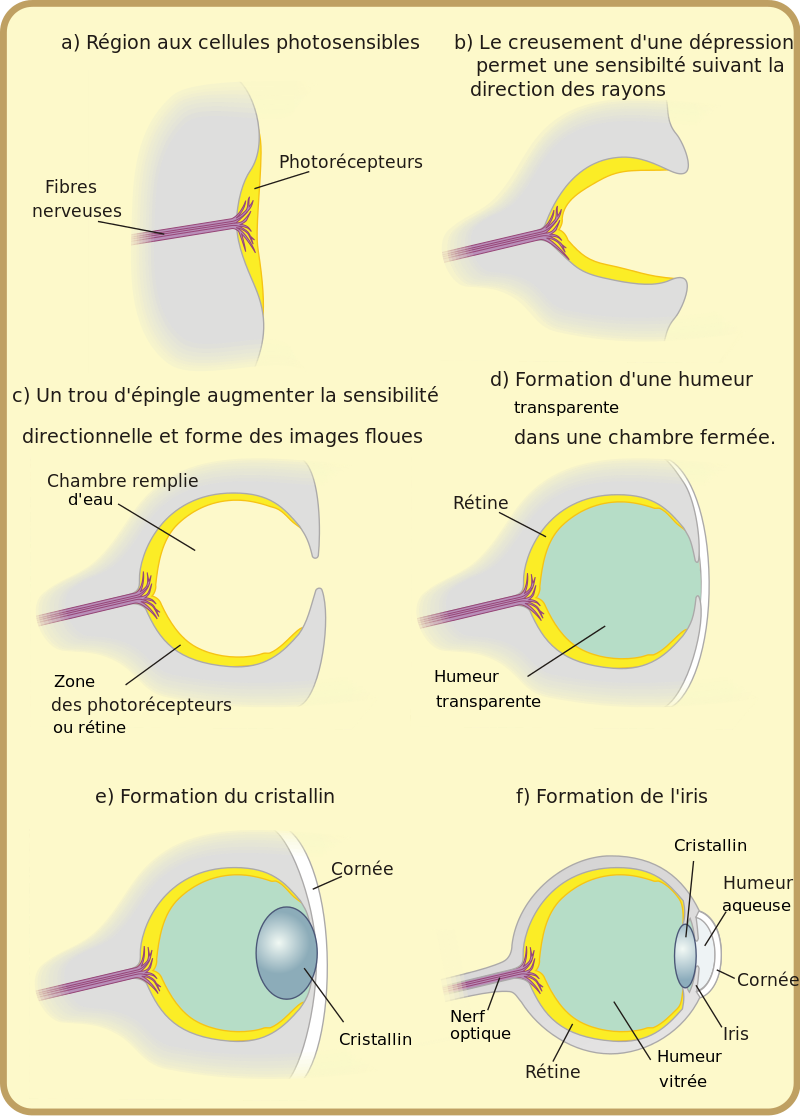 a) Région aux cellules photosensibles
Photorécepteurs
Fibres
nerveuses
b) Le creusement d'une dépression
permet une sensibilté suivant la
direction des rayons
c) Un trou d'épingle augmenter la sensibilité
directionnelle et forme des images floues
Chambre remplie
d'eau
Zone
des photorécepteurs
ou rétine
d) Formation d'une humeur
transparente
dans une chambre fermée.
Rétine
Humeur
transparente
e) Formation du cristallin
Cornée
Cristallin
f) Formation de l'iris
Cristallin
Humeur
aqueuse
Cornée
Iris
Nerf
optique
Rétine
Humeur
vitrée